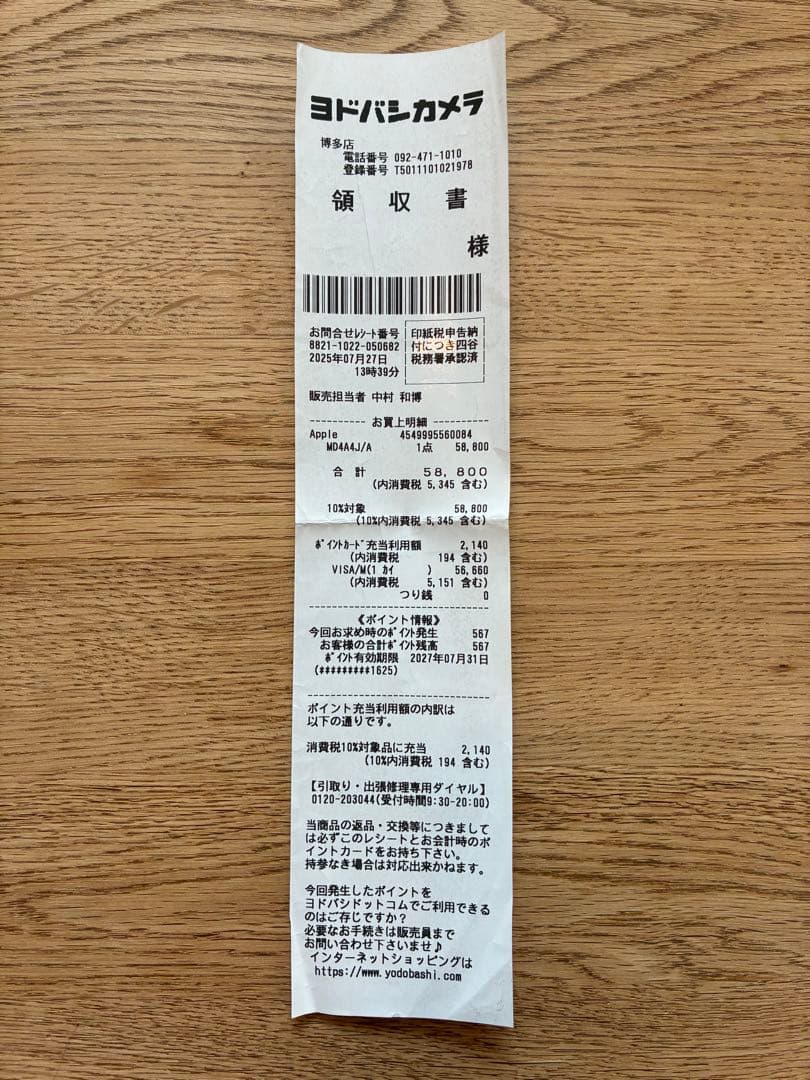 ヨドバシカメラ
博多店
電話番号 092-471-1010
登録番号 T5011101021978
領 収 書
様
お問合せﾚｼｰﾄ番号
8821-1022-050682
2025年07月27日
13時39分
印紙税申告納
付につき四谷
税務署承認済
販売担当者 中村 和博
---------- お買上明細 ----------
Apple 4549995560084
MD4A4J/A 1点 58,800
合 計 58,800
(内消費税 5,345 含む)
10%対象 58,800
(10%内消費税 5,345 含む)
ﾎﾟｲﾝﾄｶｰﾄﾞ充当利用額 2,140
(内消費税 194 含む)
VISA/M(1 ｶｲ ) 56,660
(内消費税 5,151 含む)
つり銭 0
《ポイント情報》
今回お求め時のﾎﾟｲﾝﾄ発生 567
お客様の合計ﾎﾟｲﾝﾄ残高 567
ﾎﾟｲﾝﾄ有効期限 2027年07月31日
(*********1625)
ポイント充当利用額の内訳は
以下の通りです。
消費税10%対象品に充当 2,140
(10%内消費税 194 含む)
【引取り・出張修理専用ダイヤル】
0120-203044(受付時間9:30-20:00)
当商品の返品・交換等につきまして
は必ずこのレシートとお会計時のポ
イントカードをお持ち下さい。
持参なき場合は対応出来かねます。
今回発生したポイントを
ヨドバシドットコムでご利用できる
のはご存じですか？
必要なお手続きは販売員まで
お問い合わせ下さいませ♪
インターネットショッピングは
https://www.yodobashi.com